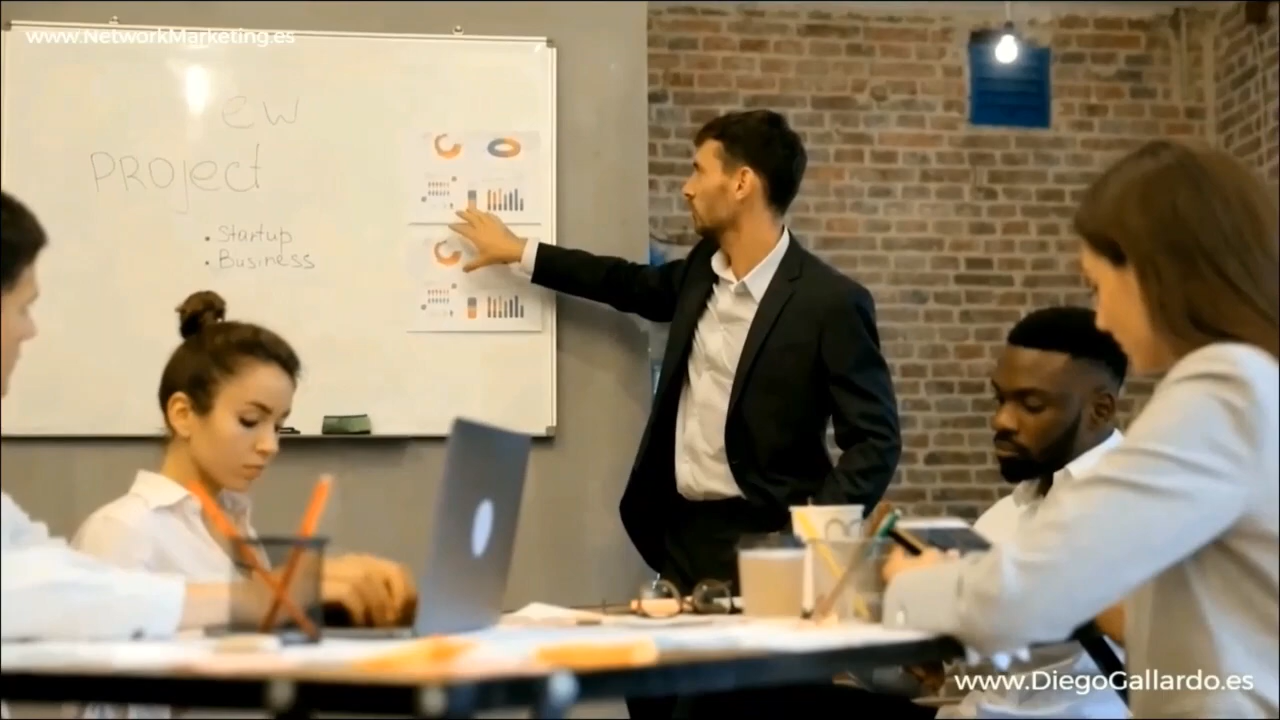 www.NetworkMarketing.es
ew
PROject
• Startup
• Business
www.DiegoGallardo.es